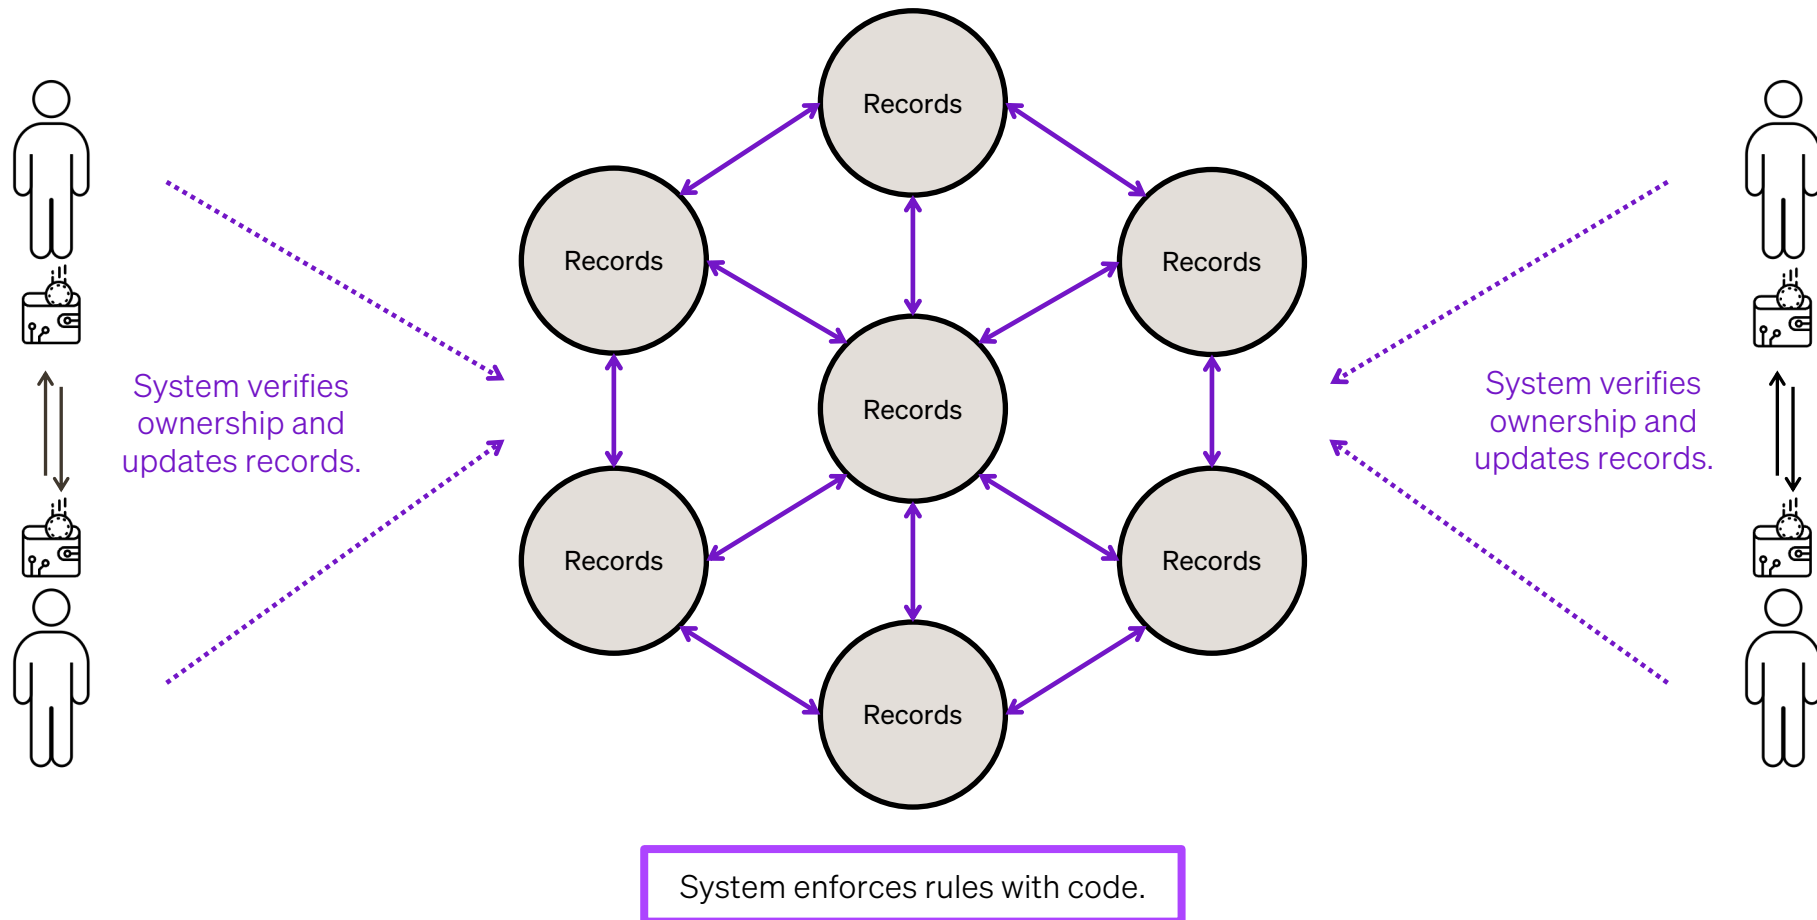 Records
Records
Records
System verifies
ownership and
updates records.
Records
System verifies
ownership and
updates records.
Records
Records
Records
System enforces rules with code.